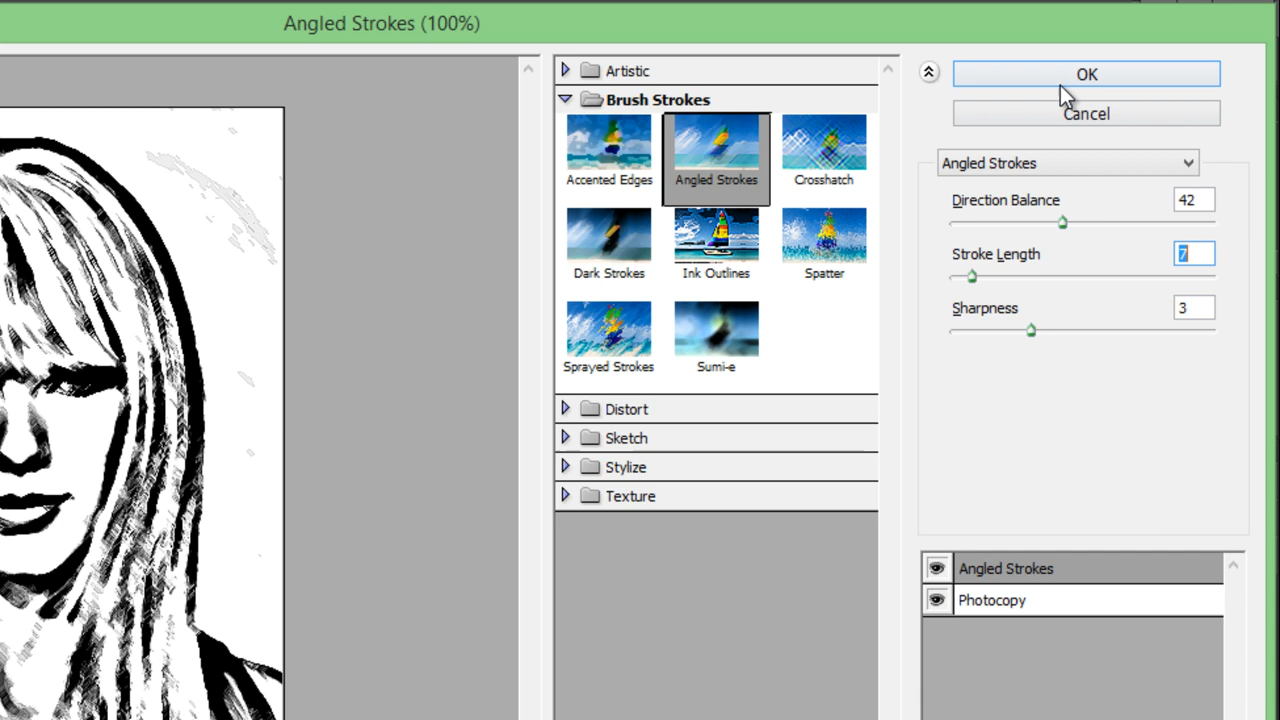 Angled Strokes (100%)
Artistic
Brush Strokes
Accented Edges
Angled Strokes
Crosshatch
Dark Strokes
Ink Outlines
Spatter
Sprayed Strokes
Sumi-e
Distort
Sketch
Stylize
Texture
OK
Cancel
Angled Strokes
Direction Balance 42
Stroke Length 7
Sharpness 3
Angled Strokes
Photocopy